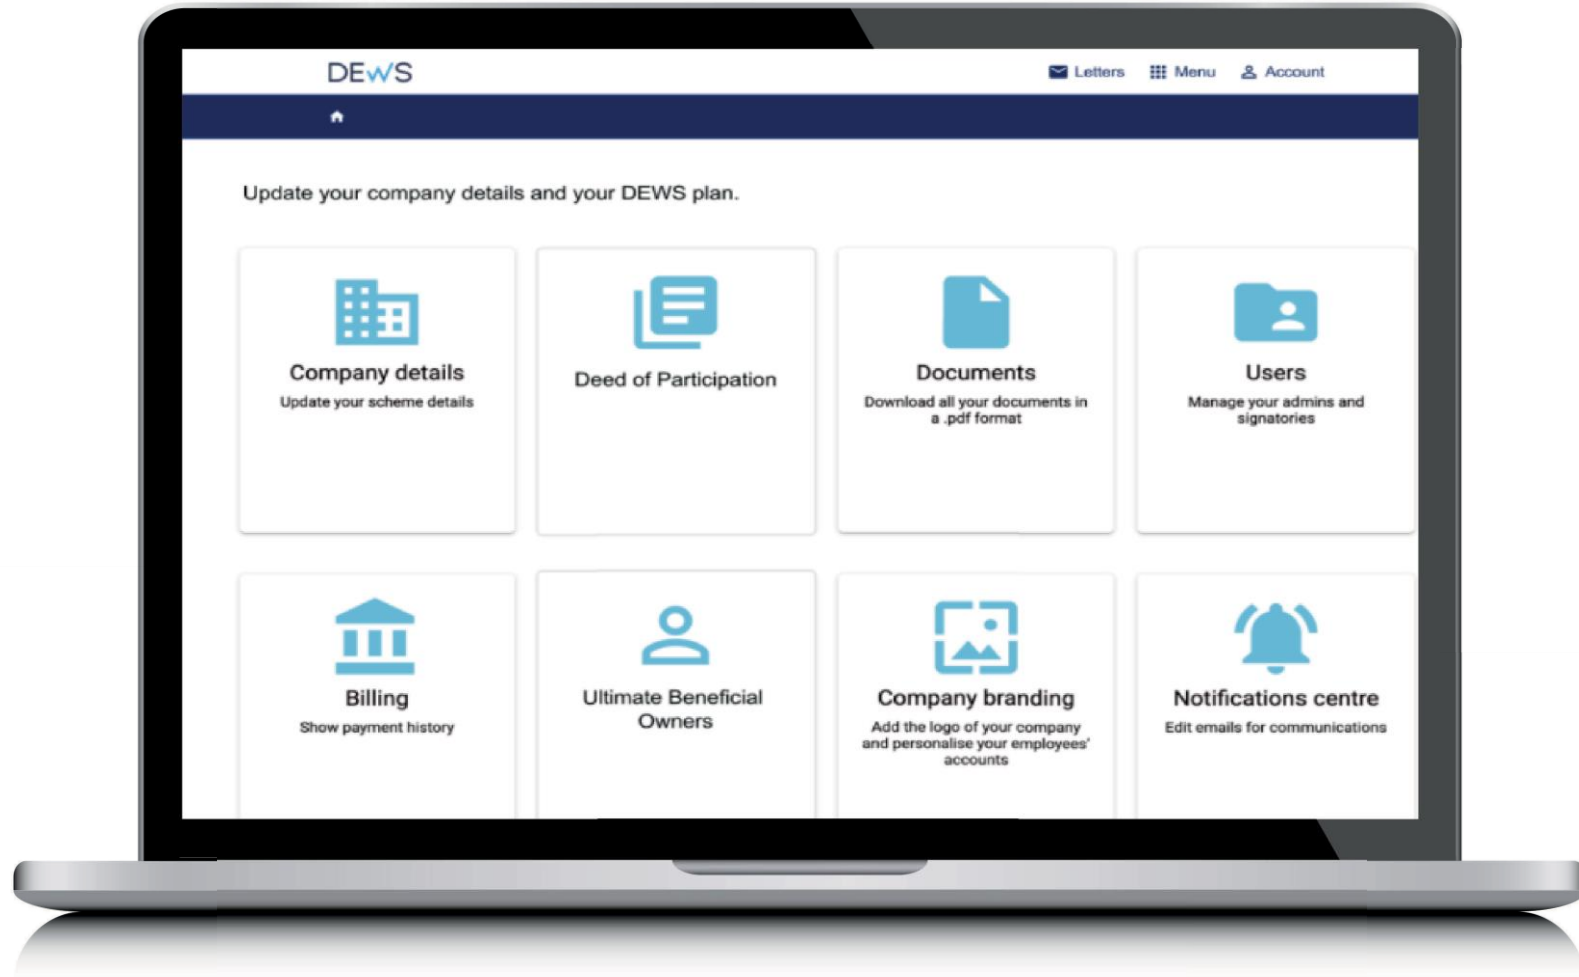 DEWS
Letters Menu Account
Update your company details and your DEWS plan.
Company details
Update your scheme details
Deed of Participation
Documents
Download all your documents in
a .pdf format
Users
Manage your admins and
signatories
Billing
Show payment history
Ultimate Beneficial
Owners
Company branding
Add the logo of your company
and personalise your employees'
accounts
Notifications centre
Edit emails for communications